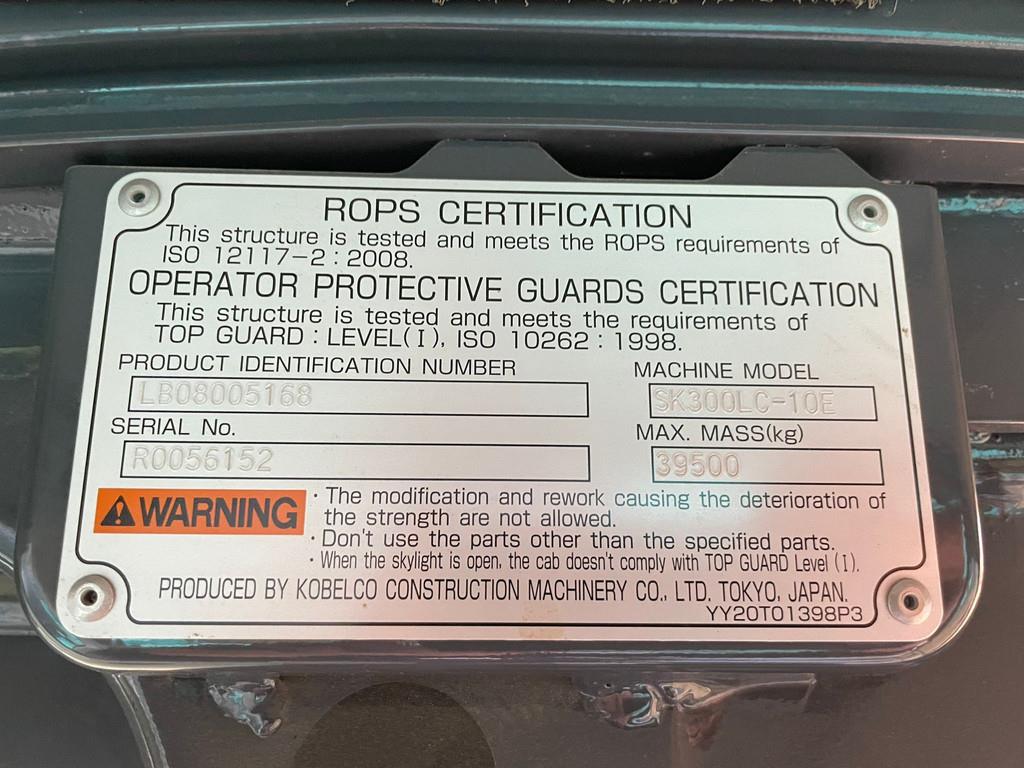 ROPS CERTIFICATION
This structure is tested and meets the ROPS requirements of
ISO 12117-2:2008.
OPERATOR PROTECTIVE GUARDS CERTIFICATION
This structure is tested and meets the requirements of
TOP GUARD : LEVEL(I), ISO 10262 : 1998.
PRODUCT IDENTIFICATION NUMBER
LB08005168
MACHINE MODEL
SK300LC-10E
SERIAL No.
R0056152
MAX. MASS(kg)
39500
WARNING
· The modification and rework causing the deterioration of
the strength are not allowed.
· Don't use the parts other than the specified parts.
· When the skylight is open, the cab doesn't comply with TOP GUARD Level (I).
PRODUCED BY KOBELCO CONSTRUCTION MACHINERY CO., LTD. TOKYO, JAPAN.
YY20T01398P3